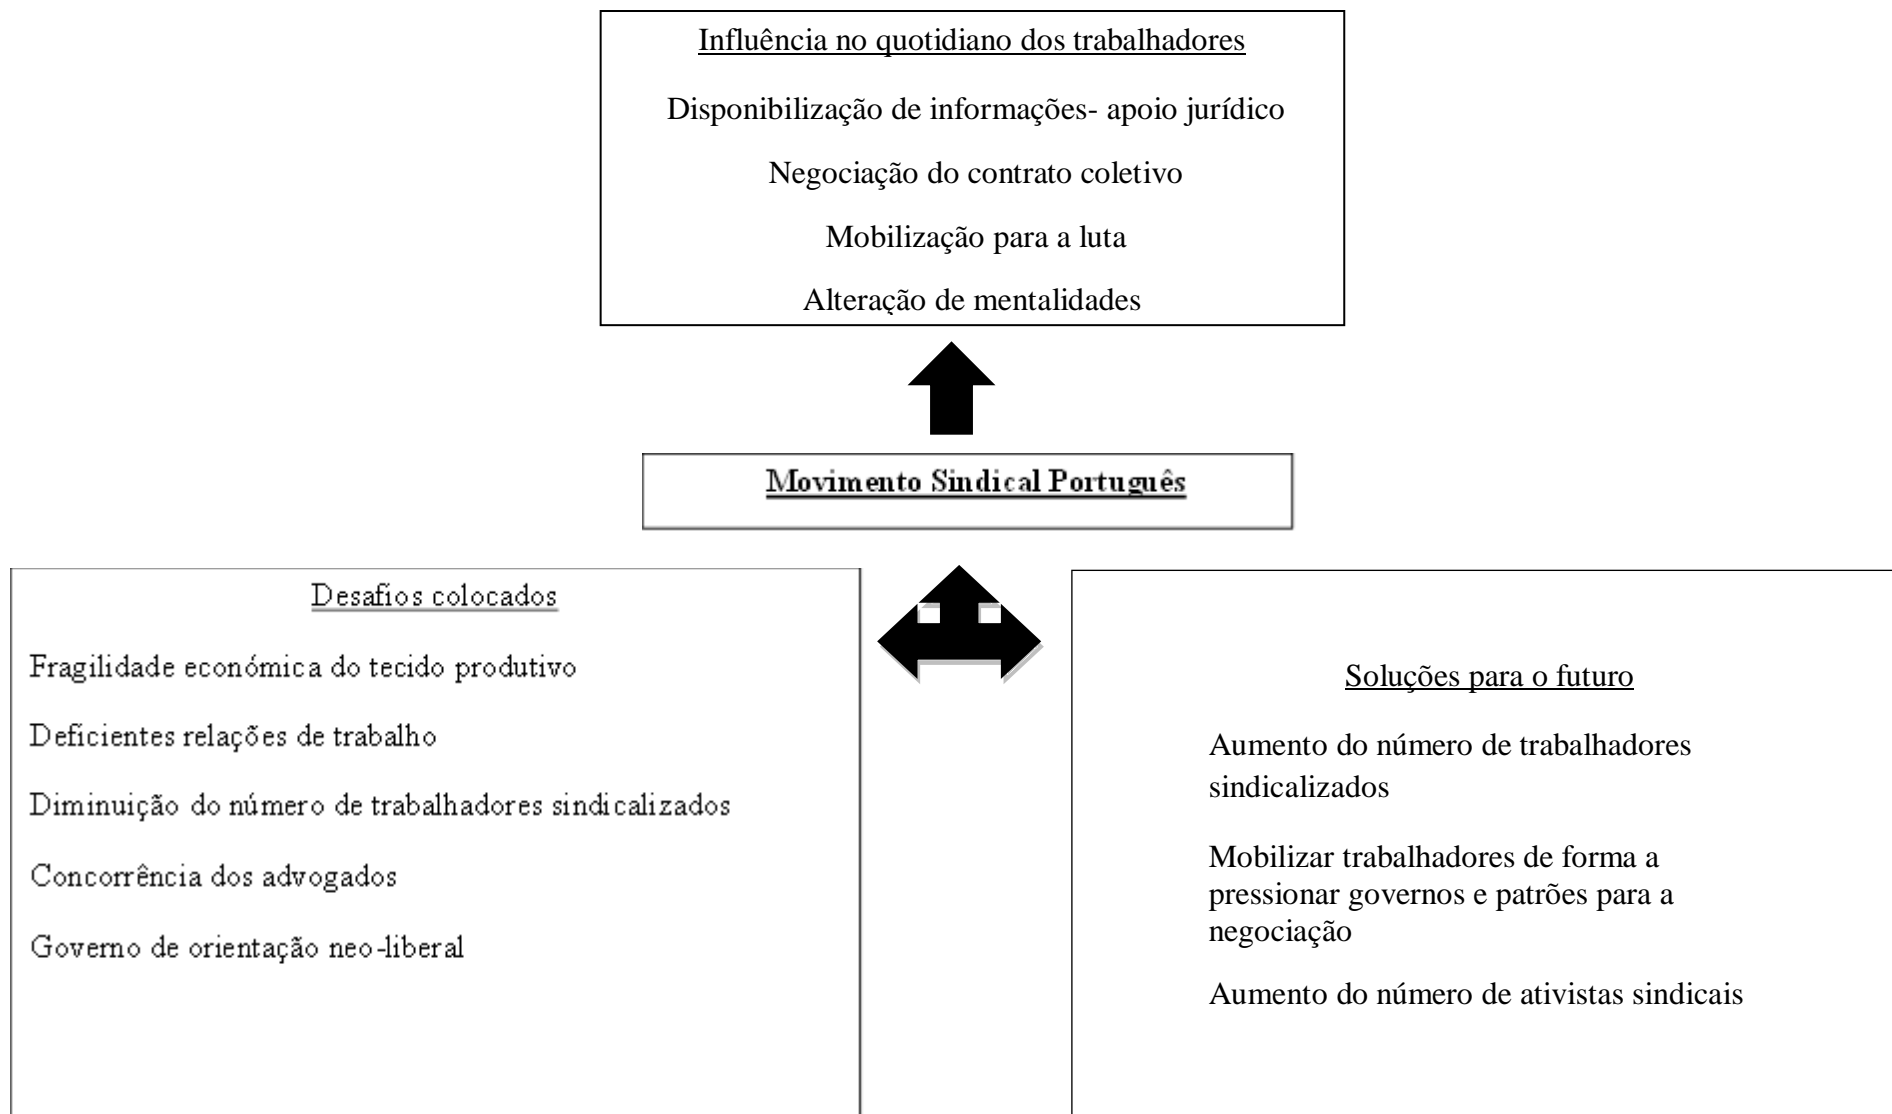 Influência no quotidiano dos trabalhadores
Disponibilização de informações- apoio jurídico
Negociação do contrato coletivo
Mobilização para a luta
Alteração de mentalidades
Movimento Sindical Português
Desafios colocados
Fragilidade económica do tecido produtivo
Deficientes relações de trabalho
Diminuição do número de trabalhadores sindicalizados
Concorrência dos advogados
Governo de orientação neo-liberal
Soluções para o futuro
Aumento do número de trabalhadores
sindicalizados
Mobilizar trabalhadores de forma a
pressionar governos e patrões para a
negociação
Aumento do número de ativistas sindicais